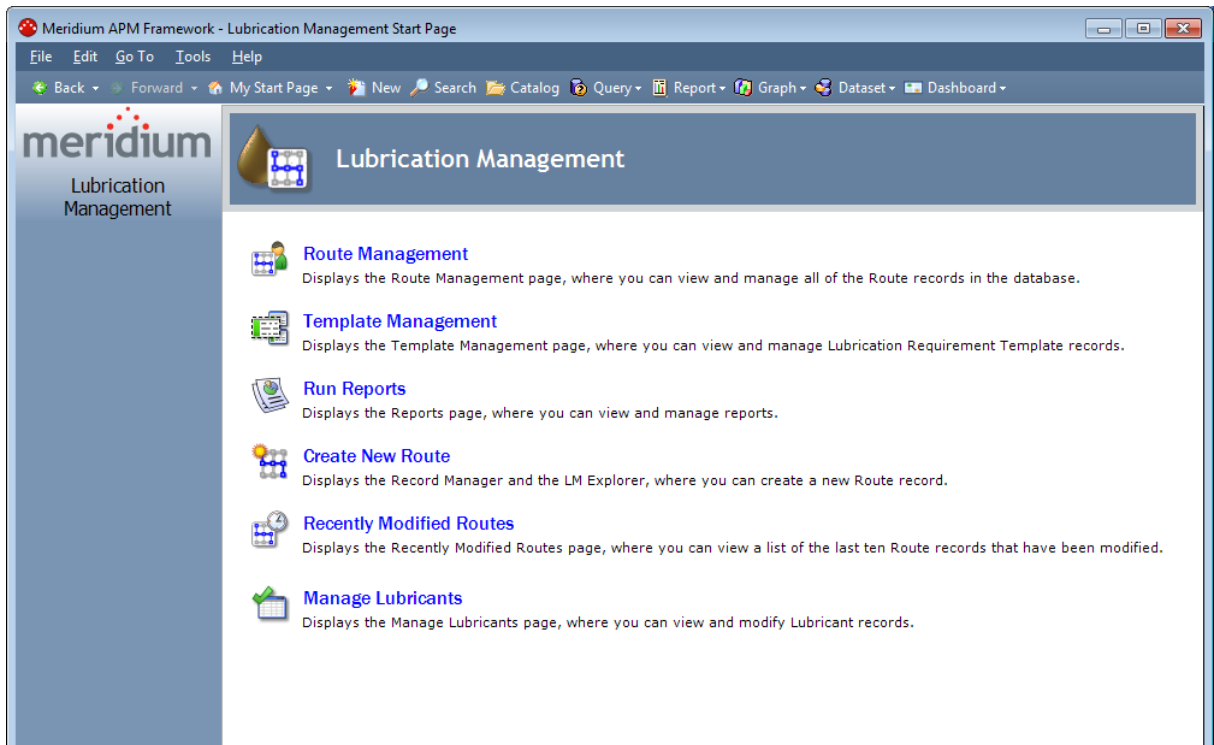 Meridium APM Framework - Lubrication Management Start Page
File Edit Go To Tools Help
Back Forward My Start Page New Search Catalog Query Report Graph Dataset Dashboard
meridium
Lubrication
Management
Lubrication Management
Route Management
Displays the Route Management page, where you can view and manage all of the Route records in the database.
Template Management
Displays the Template Management page, where you can view and manage Lubrication Requirement Template records.
Run Reports
Displays the Reports page, where you can view and manage reports.
Create New Route
Displays the Record Manager and the LM Explorer, where you can create a new Route record.
Recently Modified Routes
Displays the Recently Modified Routes page, where you can view a list of the last ten Route records that have been modified.
Manage Lubricants
Displays the Manage Lubricants page, where you can view and modify Lubricant records.